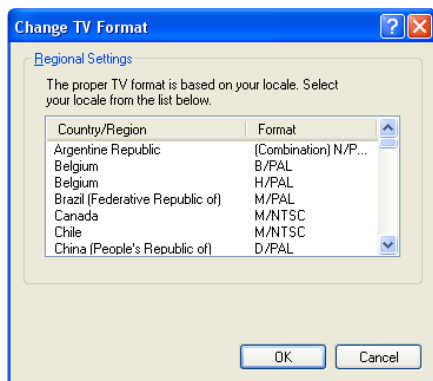 Change TV Format
Regional Settings
The proper TV format is based on your locale. Select
your locale from the list below.
Country/Region Format
Argentine Republic (Combination) N/P...
Belgium B/PAL
Belgium H/PAL
Brazil (Federative Republic of) M/PAL
Canada M/NTSC
Chile M/NTSC
China (People's Republic of) D/PAL
OK Cancel